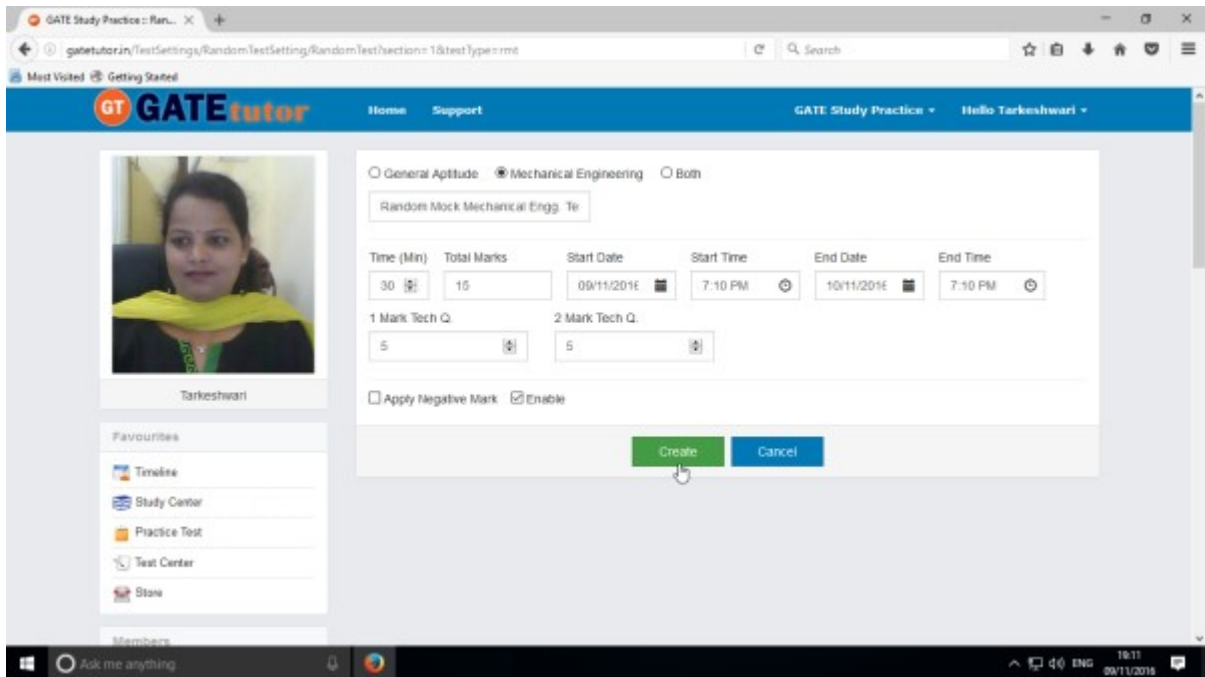 GATE Study Practice :: Ran...
gatetutor.in/TestSettings/RandomTestSetting/RandomTest?section=1&testType=rmt
Search
Most Visited Getting Started
GT GATEtutor Home Support GATE Study Practice Hello Tarkeshwari
General Aptitude Mechanical Engineering Both
Random Mock Mechanical Engg. Te
Time (Min) Total Marks Start Date Start Time End Date End Time
30 15 09/11/2016 7:10 PM 10/11/2016 7:10 PM
1 Mark Tech Q. 2 Mark Tech Q.
5 5
Apply Negative Mark Enable
Create Cancel
Tarkeshwari
Favourites
Timeline
Study Center
Practice Test
Test Center
Store
Members
Ask me anything
ENG
19:11
09/11/2016